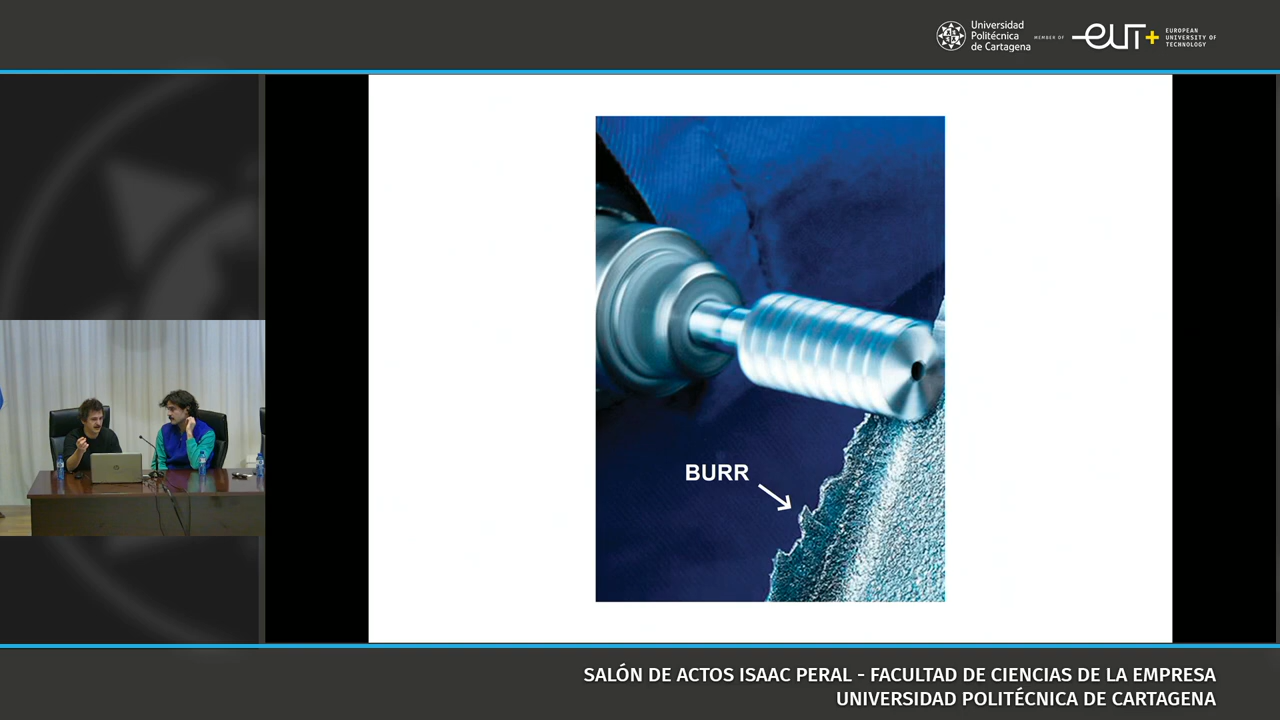 Universidad
Politécnica
de Cartagena
MEMBER OF
eut+
EUROPEAN
UNIVERSITY OF
TECHNOLOGY
BURR
SALÓN DE ACTOS ISAAC PERAL - FACULTAD DE CIENCIAS DE LA EMPRESA
UNIVERSIDAD POLITÉCNICA DE CARTAGENA